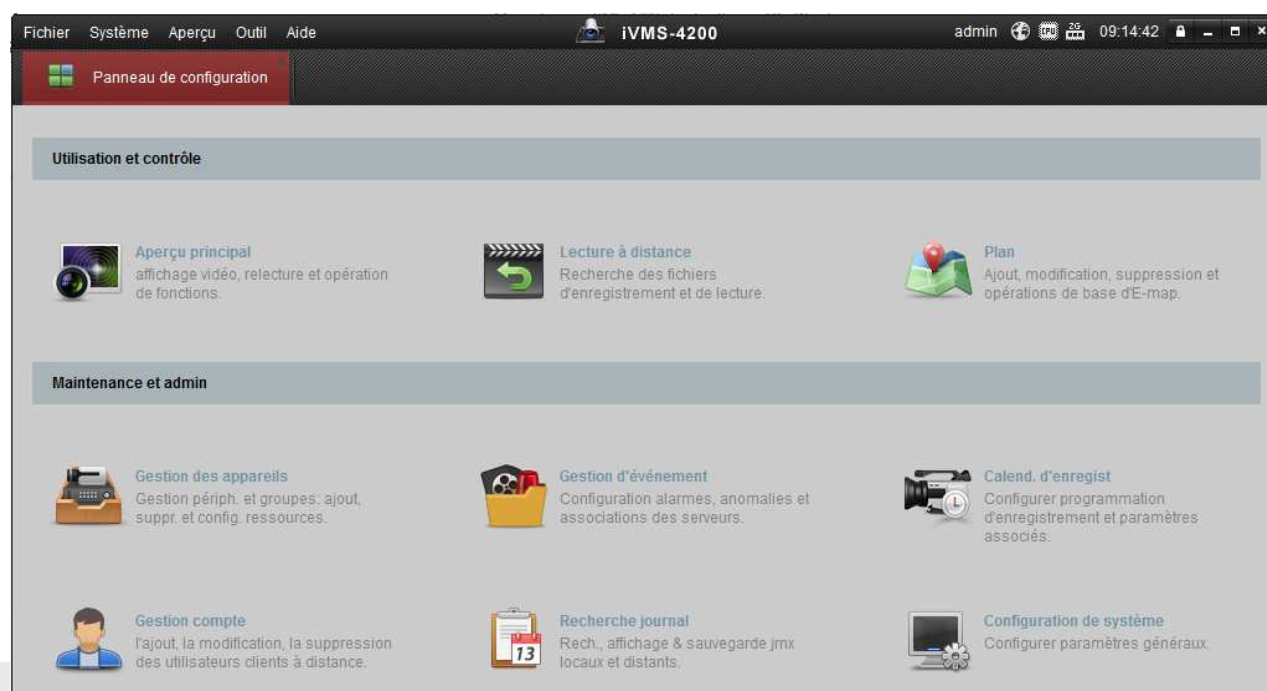 Fichier Système Aperçu Outil Aide iVMS-4200 admin CPU 2G 09:14:42
Panneau de configuration
Utilisation et contrôle
Aperçu principal
affichage vidéo, relecture et opération
de fonctions.
Lecture à distance
Recherche des fichiers
d'enregistrement et de lecture.
Plan
Ajout, modification, suppression et
opérations de base d'E-map.
Maintenance et admin
Gestion des appareils
Gestion périph. et groupes: ajout,
suppr. et config. ressources.
Gestion d'événement
Configuration alarmes, anomalies et
associations des serveurs.
Calend. d'enregist
Configurer programmation
d'enregistrement et paramètres
associés.
Gestion compte
l'ajout, la modification, la suppression
des utilisateurs clients à distance.
13
Recherche journal
Rech., affichage & sauvegarde jrnx
locaux et distants.
Configuration de système
Configurer paramètres généraux.